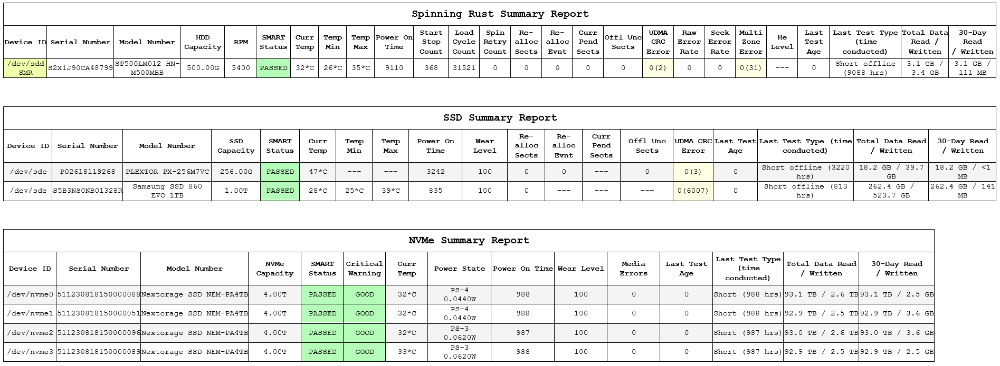 Spinning Rust Summary Report
Device ID Serial Number Model Number HDD Capacity RPM SMART Status Curr Temp Temp Min Temp Max Power On Time Start Stop Count Load Cycle Count Spin Retry Count Re-alloc Sects Re-alloc Evnt Curr Pend Sects Offl Unc Sects UDMA CRC Error Raw Error Rate Seek Error Rate Multi Zone Error He Level Last Test Age Last Test Type (time conducted) Total Data Read / Written 30-Day Read / Written
/dev/sdd SMR S2X1J90CA48799 ST500LM012 HN-M500MBB 500.00G 5400 PASSED 32*C 26*C 35*C 9110 368 31521 0 0 0 0 0 0(2) 0 0 0(31) --- 0 Short offline (9088 hrs) 3.1 GB / 3.4 GB 3.1 GB / 111 MB
SSD Summary Report
Device ID Serial Number Model Number SSD Capacity SMART Status Curr Temp Temp Min Temp Max Power On Time Wear Level Re-alloc Sects Re-alloc Evnt Curr Pend Sects Offl Unc Sects UDMA CRC Error Last Test Age Last Test Type (time conducted) Total Data Read / Written 30-Day Read / Written
/dev/sdc P02618119268 PLEXTOR PX-256M7VC 256.00G PASSED 47*C --- --- 3242 100 0 0 --- 0 0(3) 0 Short offline (3220 hrs) 18.2 GB / 39.7 GB 18.2 GB / <1 MB
/dev/sde S5B3NS0NB01328R Samsung SSD 860 EVO 1TB 1.00T PASSED 28*C 25*C 39*C 835 100 0 --- --- --- 0(6007) 0 Short offline (813 hrs) 262.4 GB / 523.7 GB 262.4 GB / 141 MB
NVMe Summary Report
Device ID Serial Number Model Number NVMe Capacity SMART Status Critical Warning Curr Temp Power State Power On Time Wear Level Media Errors Last Test Age Last Test Type (time conducted) Total Data Read / Written 30-Day Read / Written
/dev/nvme0 511230818150000088 Nextorage SSD NEM-PA4TB 4.00T PASSED GOOD 32*C PS-4 0.0440W 988 100 0 0 Short (988 hrs) 93.1 TB / 2.6 TB 93.1 TB / 2.5 GB
/dev/nvme1 511230818150000051 Nextorage SSD NEM-PA4TB 4.00T PASSED GOOD 32*C PS-4 0.0440W 988 100 0 0 Short (988 hrs) 92.9 TB / 2.5 TB 92.9 TB / 3.6 GB
/dev/nvme2 511230818150000096 Nextorage SSD NEM-PA4TB 4.00T PASSED GOOD 32*C PS-3 0.0620W 987 100 0 0 Short (987 hrs) 93.0 TB / 2.6 TB 93.0 TB / 3.6 GB
/dev/nvme3 511230818150000089 Nextorage SSD NEM-PA4TB 4.00T PASSED GOOD 33*C PS-3 0.0620W 988 100 0 0 Short (987 hrs) 92.9 TB / 2.5 TB 92.9 TB / 2.5 GB